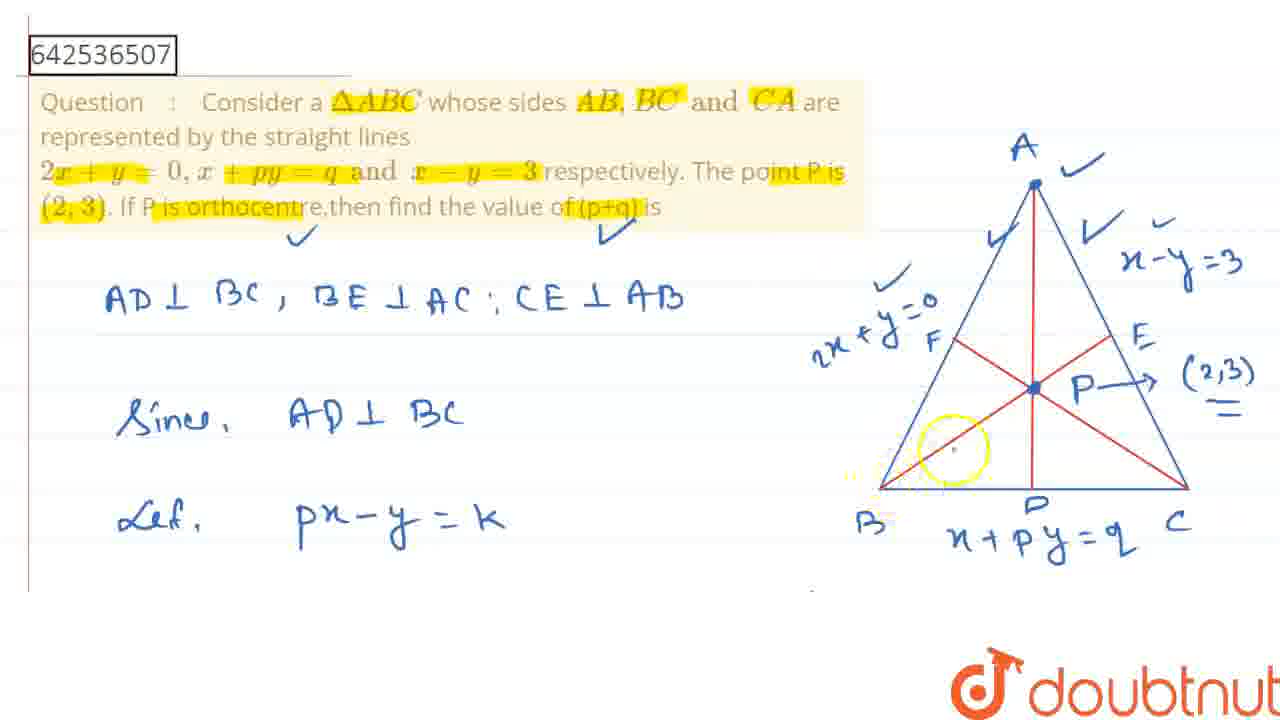 642536507
Question : Consider a ΔABC whose sides AB, BC and CA are
represented by the straight lines
2x + y = 0, x + py = q and x − y = 3 respectively. The point P is
(2, 3). If P is orthocentre,then find the value of (p+q) is
AD ⊥ BC, BE ⊥ AC; CE ⊥ AB
Since, AD ⊥ BC
Let, px − y = k
A
x − y = 3
2x + y = 0
F
E
P → (2,3)
B
D
C
x + py = q
doubtnut